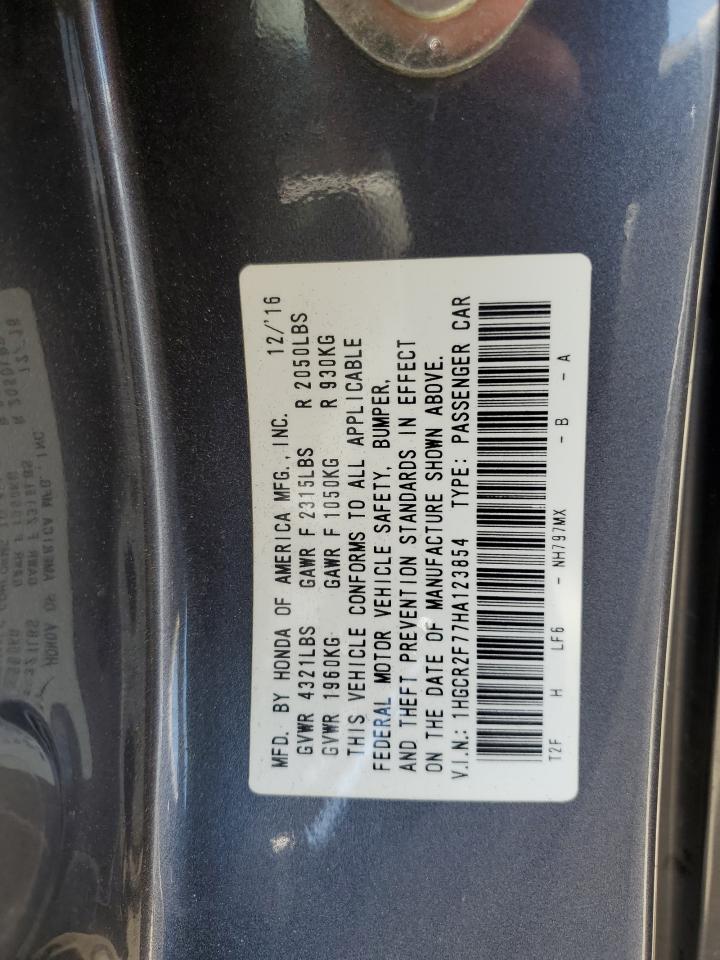 MFD. BY HONDA OF AMERICA MFG., INC. 12/'16
GVWR 4321LBS GAWR F 2315LBS R 2050LBS
GVWR 1960KG GAWR F 1050KG R 930KG
THIS VEHICLE CONFORMS TO ALL APPLICABLE
FEDERAL MOTOR VEHICLE SAFETY, BUMPER,
AND THEFT PREVENTION STANDARDS IN EFFECT
ON THE DATE OF MANUFACTURE SHOWN ABOVE.
V.I.N.: 1HGCR2F77HA123854 TYPE: PASSENGER CAR
T2F H LF6 - NH797MX - B - A